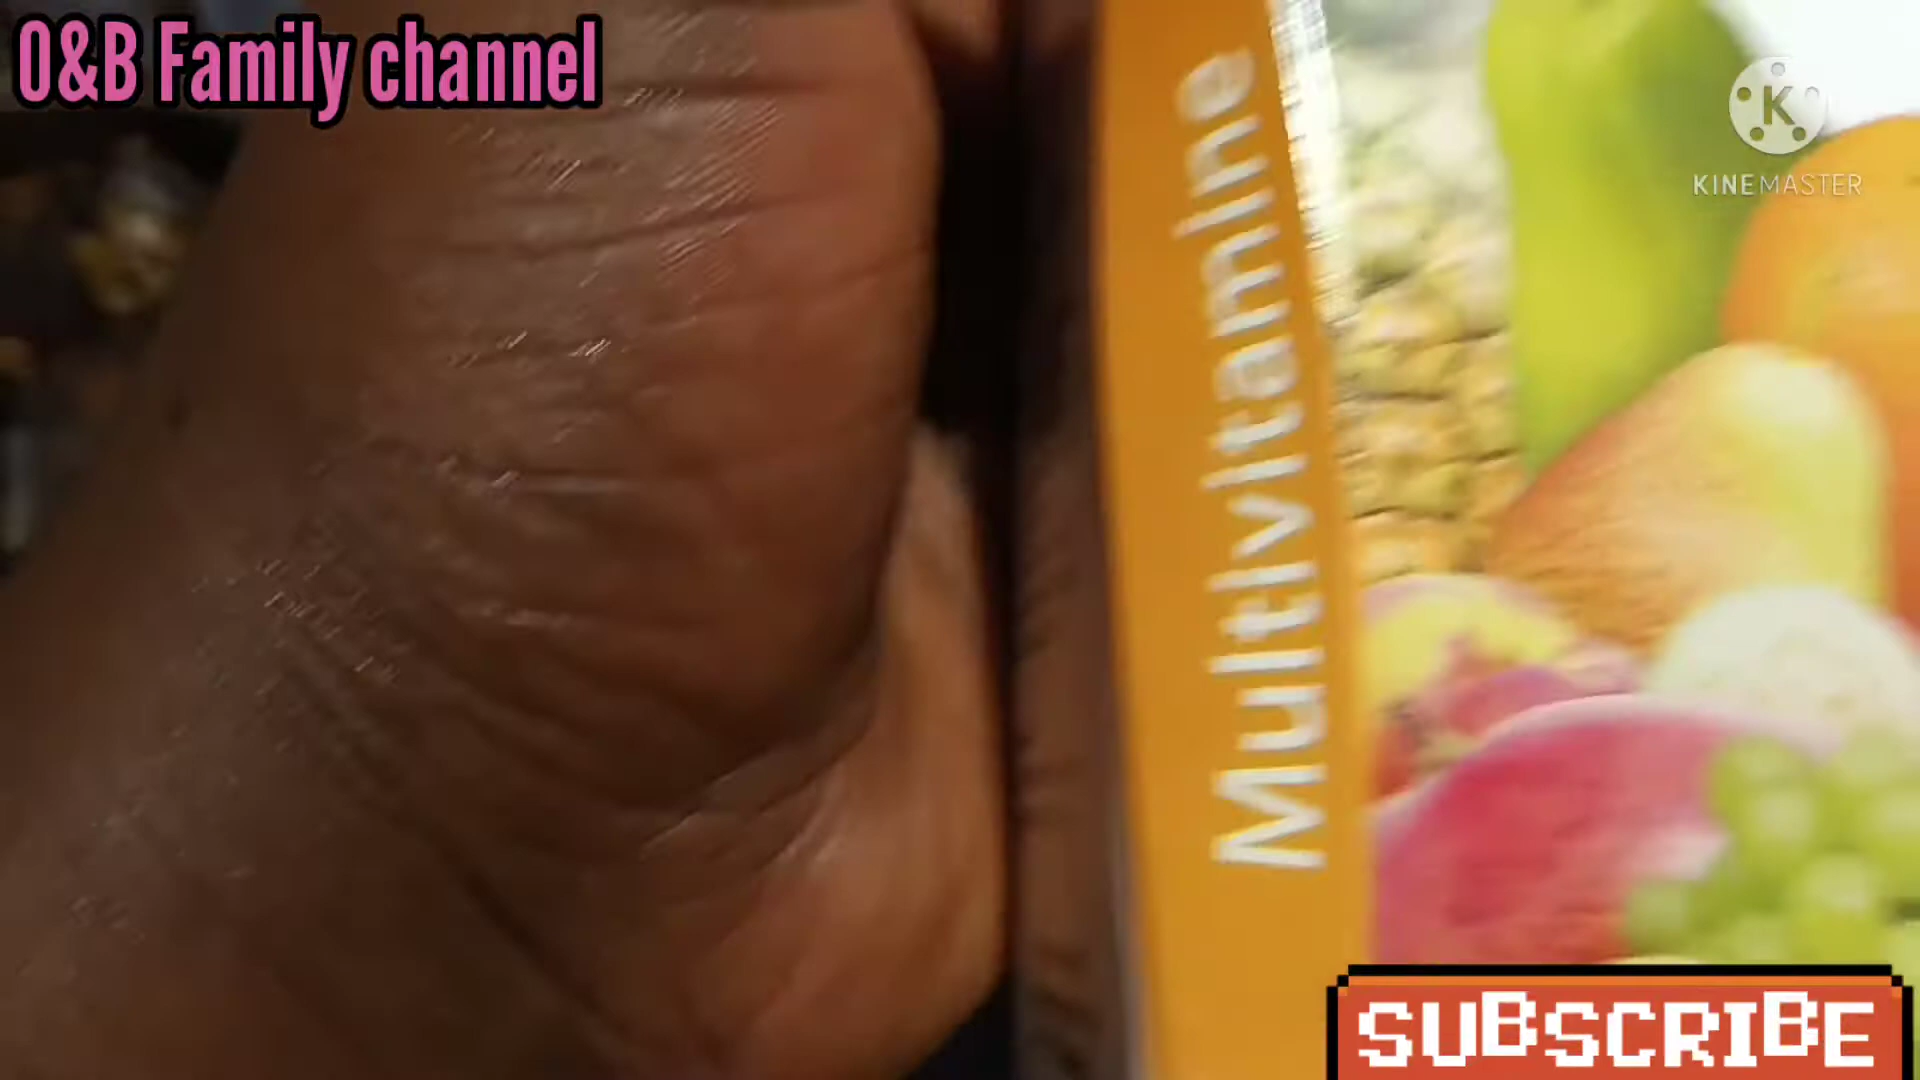 O&B Family channel
K
KINEMASTER
Multivitamine
SUBSCRIBE